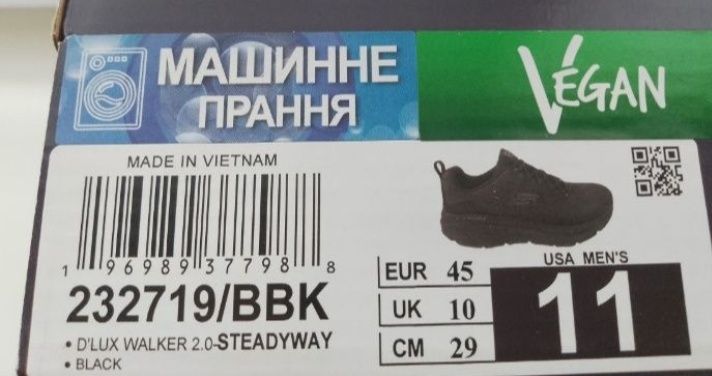 МАШИННЕ
ПРАННЯ
VEGAN
MADE IN VIETNAM
1 96989 37798 8
232719/BBK
• D'LUX WALKER 2.0-STEADYWAY
• BLACK
EUR 45
UK 10
CM 29
USA MEN'S
11